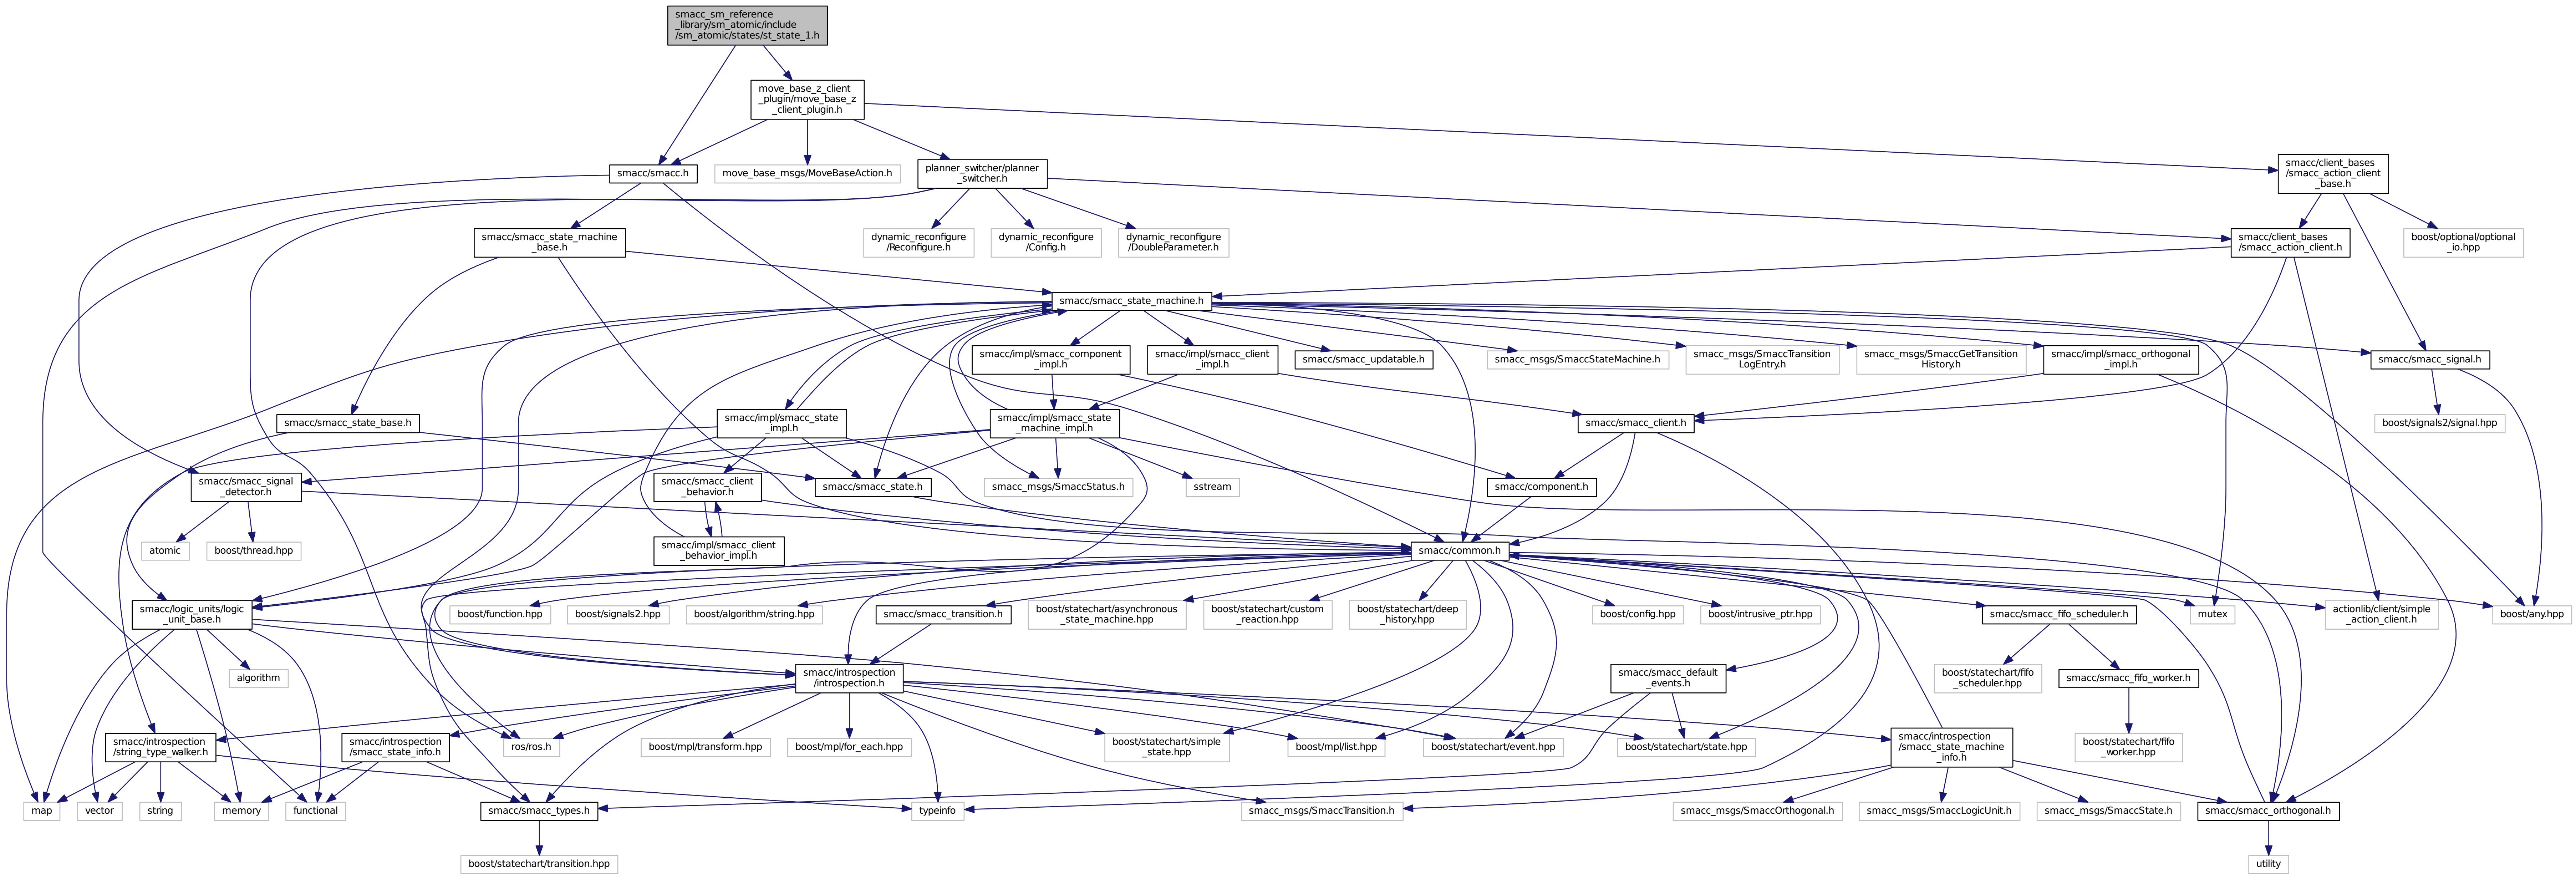 smacc_sm_reference
_library/sm_atomic/include
/sm_atomic/states/st_state_1.h
move_base_z_client
_plugin/move_base_z
_client_plugin.h
smacc/smacc.h
move_base_msgs/MoveBaseAction.h
planner_switcher/planner
_switcher.h
smacc/client_bases
/smacc_action_client
_base.h
smacc/smacc_state_machine
_base.h
dynamic_reconfigure
/Reconfigure.h
dynamic_reconfigure
/Config.h
dynamic_reconfigure
/DoubleParameter.h
smacc/client_bases
/smacc_action_client.h
boost/optional/optional
_io.hpp
smacc/smacc_state_machine.h
smacc/impl/smacc_component
_impl.h
smacc/impl/smacc_client
_impl.h
smacc/smacc_updatable.h
smacc_msgs/SmaccStateMachine.h
smacc_msgs/SmaccTransition
LogEntry.h
smacc_msgs/SmaccGetTransition
History.h
smacc/impl/smacc_orthogonal
_impl.h
smacc/smacc_signal.h
smacc/smacc_state_base.h
smacc/impl/smacc_state
_impl.h
smacc/impl/smacc_state
_machine_impl.h
smacc/smacc_client.h
boost/signals2/signal.hpp
smacc/smacc_signal
_detector.h
smacc/smacc_client
_behavior.h
smacc/smacc_state.h
smacc_msgs/SmaccStatus.h
sstream
smacc/component.h
atomic
boost/thread.hpp
smacc/impl/smacc_client
_behavior_impl.h
smacc/common.h
smacc/logic_units/logic
_unit_base.h
boost/function.hpp
boost/signals2.hpp
boost/algorithm/string.hpp
smacc/smacc_transition.h
boost/statechart/asynchronous
_state_machine.hpp
boost/statechart/custom
_reaction.hpp
boost/statechart/deep
_history.hpp
boost/config.hpp
boost/intrusive_ptr.hpp
smacc/smacc_fifo_scheduler.h
mutex
actionlib/client/simple
_action_client.h
boost/any.hpp
algorithm
smacc/introspection
/introspection.h
smacc/smacc_default
_events.h
boost/statechart/fifo
_scheduler.hpp
smacc/smacc_fifo_worker.h
smacc/introspection
/string_type_walker.h
smacc/introspection
/smacc_state_info.h
ros/ros.h
boost/mpl/transform.hpp
boost/mpl/for_each.hpp
boost/statechart/simple
_state.hpp
boost/mpl/list.hpp
boost/statechart/event.hpp
boost/statechart/state.hpp
smacc/introspection
/smacc_state_machine
_info.h
boost/statechart/fifo
_worker.hpp
map
vector
string
memory
functional
smacc/smacc_types.h
typeinfo
smacc_msgs/SmaccTransition.h
smacc_msgs/SmaccOrthogonal.h
smacc_msgs/SmaccLogicUnit.h
smacc_msgs/SmaccState.h
smacc/smacc_orthogonal.h
boost/statechart/transition.hpp
utility